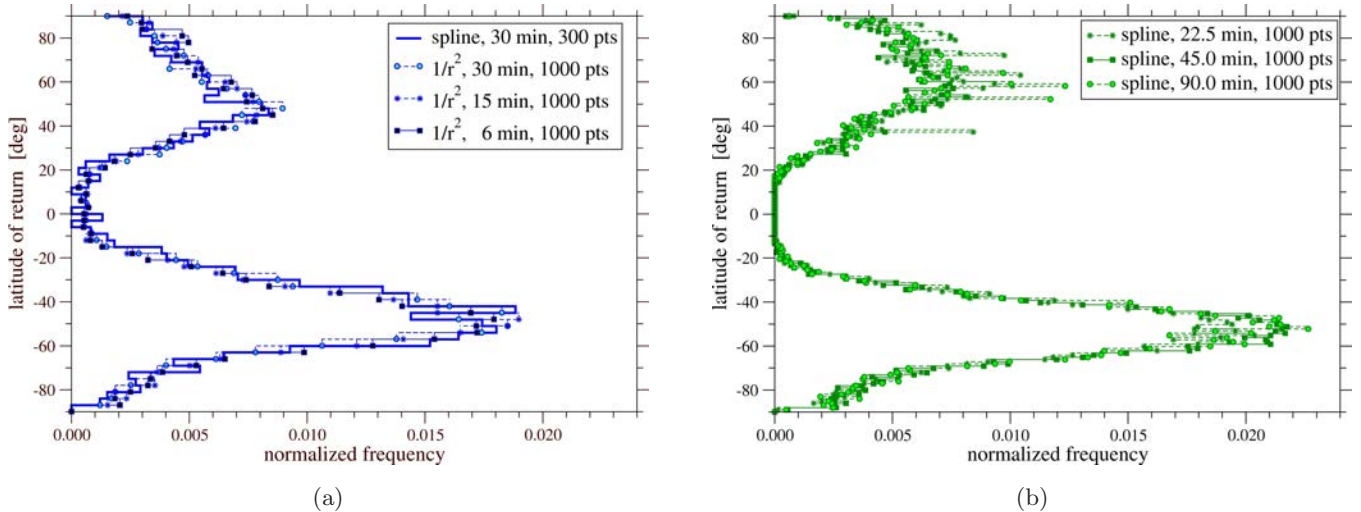 80
60
40
20
0
-20
-40
-60
-80
latitude of return [deg]
0.000 0.005 0.010 0.015 0.020
normalized frequency
spline, 30 min, 300 pts
1/r², 30 min, 1000 pts
1/r², 15 min, 1000 pts
1/r², 6 min, 1000 pts
(a)
80
60
40
20
0
-20
-40
-60
-80
latitude of return [deg]
0.000 0.005 0.010 0.015 0.020
normalized frequency
spline, 22.5 min, 1000 pts
spline, 45.0 min, 1000 pts
spline, 90.0 min, 1000 pts
(b)